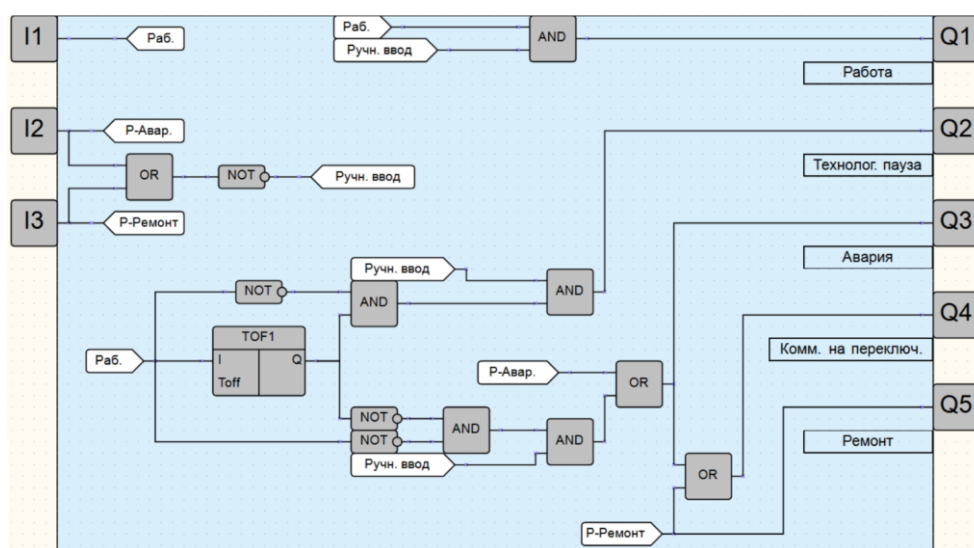 I1
Раб.
Раб.
Ручн. ввод
AND
Q1
Работа
I2
Р-Авар.
OR
NOT
Ручн. ввод
Q2
Технолог. пауза
I3
Р-Ремонт
Q3
Авария
Ручн. ввод
NOT
AND
AND
TOF1
I
Q
Toff
Раб.
Q4
Комм. на переключ.
Р-Авар.
OR
NOT
NOT
AND
AND
Ручн. ввод
Q5
Ремонт
OR
Р-Ремонт